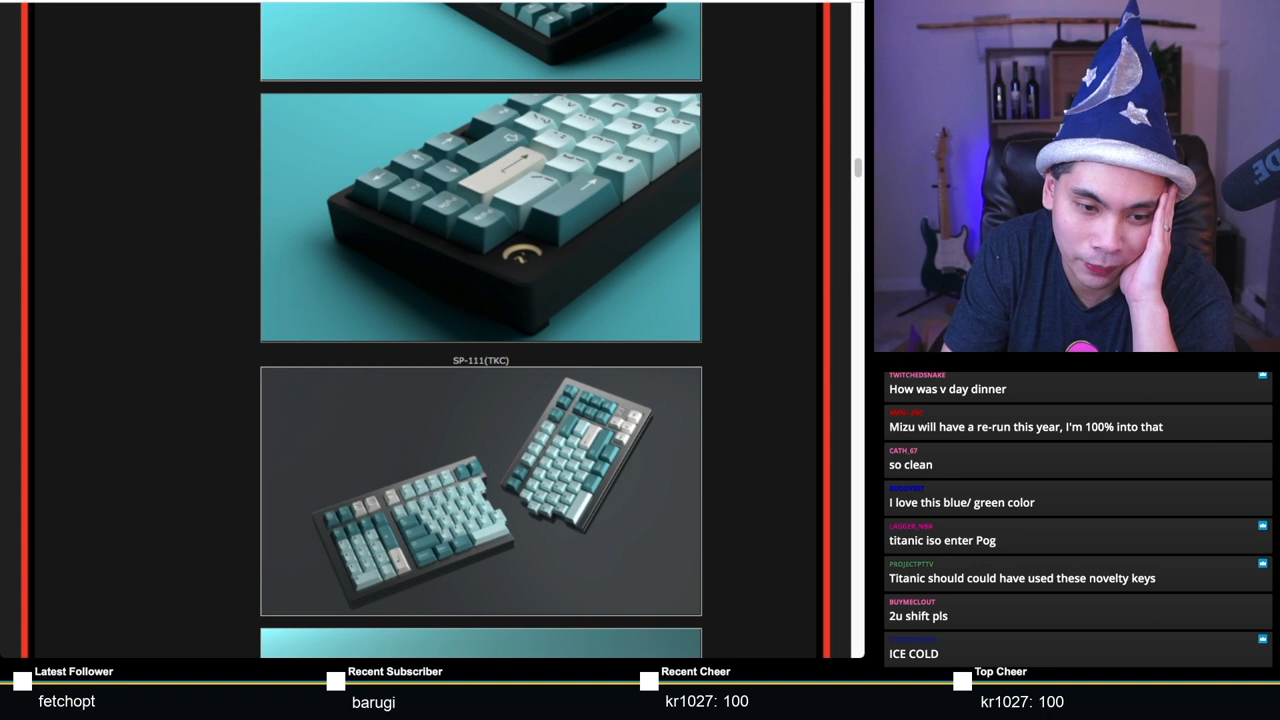 SP-111(TKC)
DE
TWITCHEDSNAKE
How was v day dinner
Mizu will have a re-run this year, I'm 100% into that
CATH_67
so clean
I love this blue/ green color
titanic iso enter Pog
PROJECTPTTV
Titanic should could have used these novelty keys
BUYMECLOUT
2u shift pls
ICE COLD
Latest Follower
fetchopt
Recent Subscriber
barugi
Recent Cheer
kr1027: 100
Top Cheer
kr1027: 100